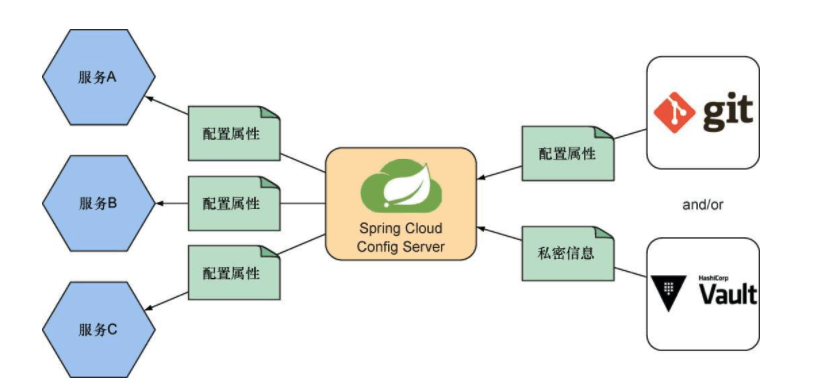 服务A
配置属性
git
配置属性
服务B
配置属性
Spring Cloud
Config Server
and/or
配置属性
私密信息
HashiCorp
Vault
服务C